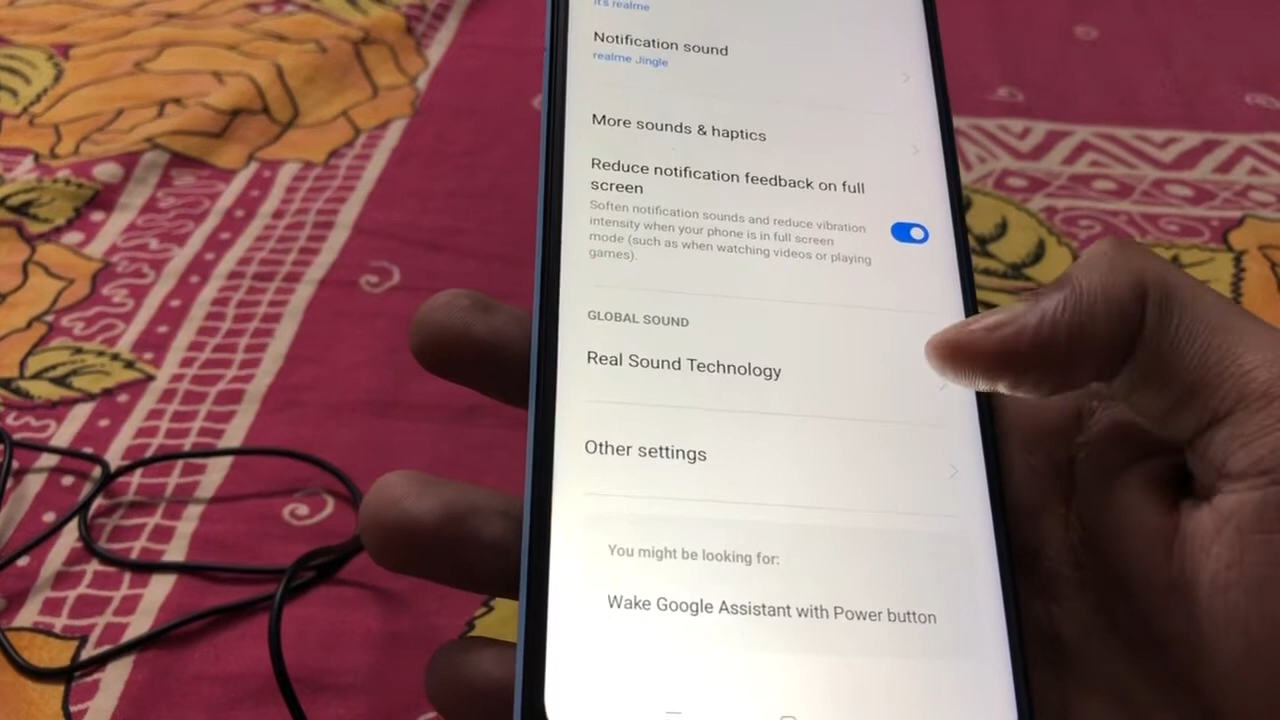 It's realme
Notification sound
realme Jingle
More sounds & haptics
Reduce notification feedback on full
screen
Soften notification sounds and reduce vibration
intensity when your phone is in full screen
mode (such as when watching videos or playing
games).
GLOBAL SOUND
Real Sound Technology
Other settings
You might be looking for:
Wake Google Assistant with Power button